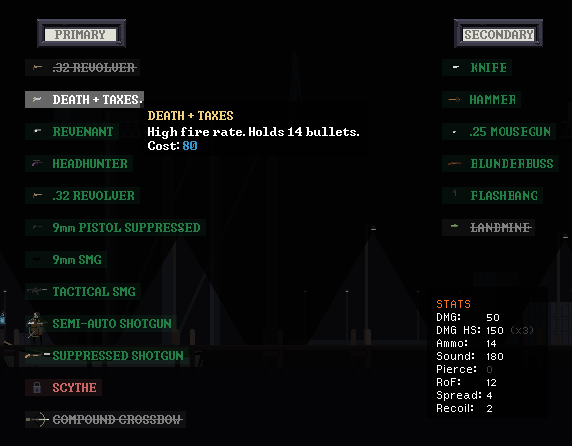 PRIMARY
.32 REVOLVER
DEATH + TAXES.
DEATH + TAXES
High fire rate. Holds 14 bullets.
Cost: 80
REVENANT
HEADHUNTER
.32 REVOLVER
9mm PISTOL SUPPRESSED
9mm SMG
TACTICAL SMG
SEMI-AUTO SHOTGUN
SUPPRESSED SHOTGUN
SCYTHE
COMPOUND CROSSBOW
SECONDARY
KNIFE
HAMMER
.25 MOUSEGUN
BLUNDERBUSS
FLASHBANG
LANDMINE
STATS
DMG: 50
DMG HS: 150 (x3)
Ammo: 14
Sound: 180
Pierce: 0
RoF: 12
Spread: 4
Recoil: 2